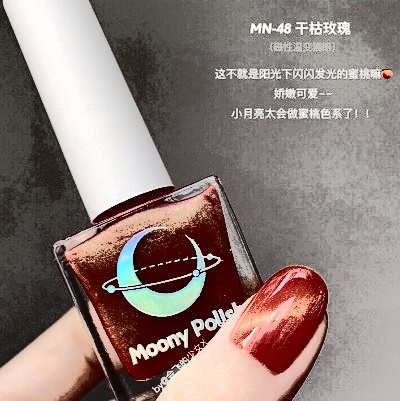 MN-48 干枯玫瑰
(磁性温变猫眼)
这不就是阳光下闪闪发光的蜜桃嘛🍑
娇嫩可爱~~
小月亮太会做蜜桃色系了！！
Moony Polish